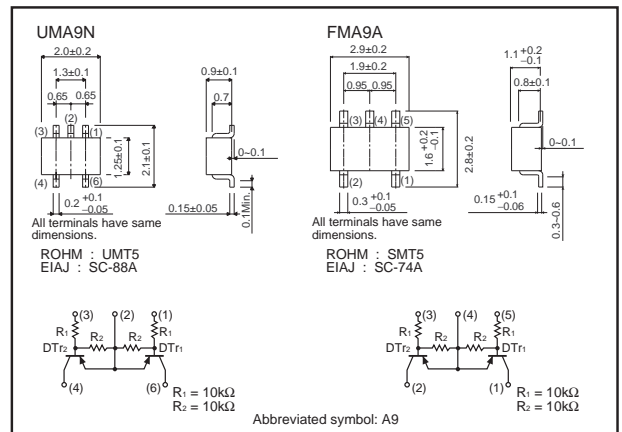 UMA9N
2.0±0.2
1.3±0.1
0.65 0.65
(3) (2) (1)
(4) (6)
1.25±0.1
2.1±0.1
0.2 +0.1 −0.05
0.9±0.1
0.7
0~0.1
0.15±0.05
0.1Min.
All terminals have same
dimensions.
ROHM : UMT5
EIAJ : SC-88A
FMA9A
2.9±0.2
1.9±0.2
0.95 0.95
(3) (4) (5)
(2) (1)
1.6 +0.2 −0.1
2.8±0.2
0.3 +0.1 −0.05
1.1 +0.2 −0.1
0.8±0.1
0~0.1
0.15 +0.1 −0.06
0.3~0.6
All terminals have same
dimensions.
ROHM : SMT5
EIAJ : SC-74A
(3) (2) (1)
R1 R1
R2 R2
DTr2 DTr1
(4) (6)
R1 = 10kΩ
R2 = 10kΩ
(3) (4) (5)
R1 R1
R2 R2
DTr2 DTr1
(2) (1)
R1 = 10kΩ
R2 = 10kΩ
Abbreviated symbol: A9